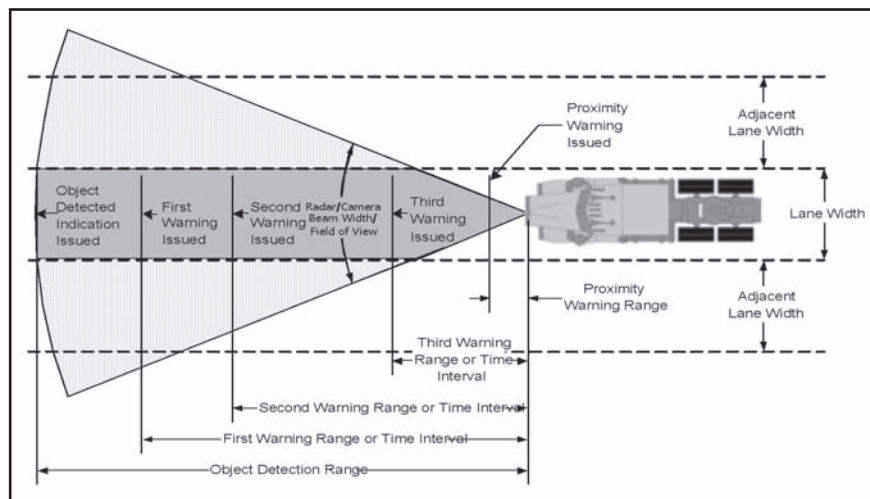 Proximity
Warning
Issued
Adjacent
Lane Width
Object
Detected
Indication
Issued
First
Warning
Issued
Second
Warning
Issued
Radar/Camera
Beam Width/
Field of View
Third
Warning
Issued
Lane Width
Proximity
Warning Range
Adjacent
Lane Width
Third Warning
Range or Time
Interval
Second Warning Range or Time Interval
First Warning Range or Time Interval
Object Detection Range